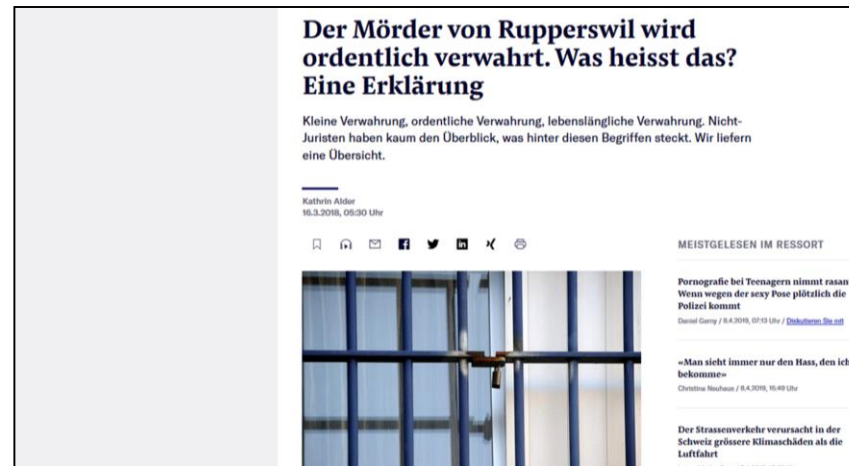 Der Mörder von Rupperswil wird
ordentlich verwahrt. Was heisst das?
Eine Erklärung
Kleine Verwahrung, ordentliche Verwahrung, lebenslängliche Verwahrung. Nicht-
Juristen haben kaum den Überblick, was hinter diesen Begriffen steckt. Wir liefern
eine Übersicht.
Kathrin Alder
16.3.2018, 05:30 Uhr
MEISTGELESEN IM RESSORT
Pornografie bei Teenagern nimmt rasan
Wenn wegen der sexy Pose plötzlich die
Polizei kommt
Daniel Gerny / 8.4.2019, 07:13 Uhr / Diskutieren Sie mit
«Man sieht immer nur den Hass, den ich
bekomme»
Christina Neuhaus / 8.4.2019, 16:49 Uhr
Der Strassenverkehr verursacht in der
Schweiz grössere Klimaschäden als die
Luftfahrt